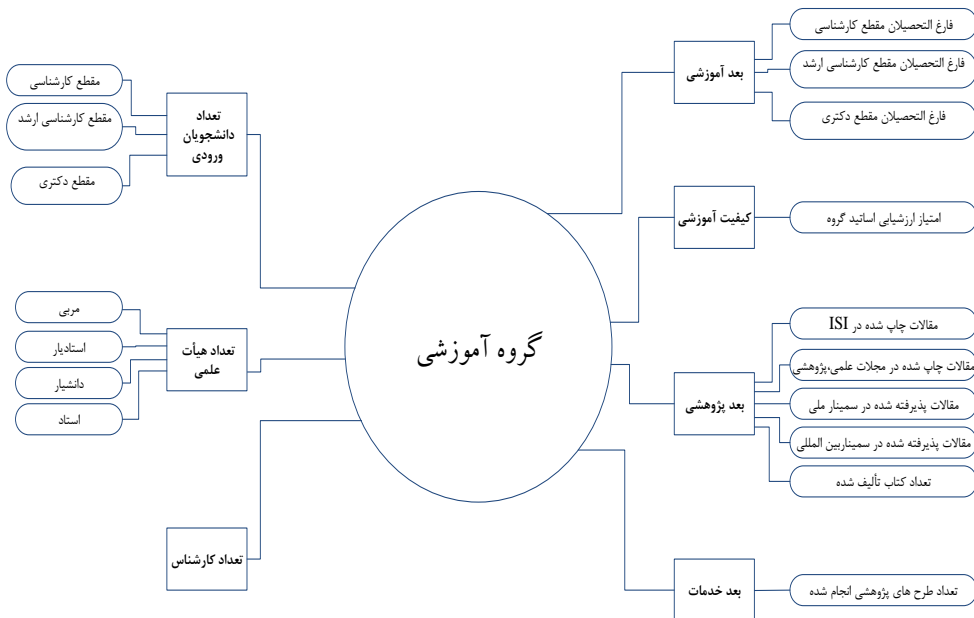 فارغ التحصیلان مقطع کارشناسی
فارغ التحصیلان مقطع کارشناسی ارشد
فارغ التحصیلان مقطع دکتری
بعد آموزشی
امتیاز ارزشیابی اساتید گروه
کیفیت آموزشی
مقالات چاپ شده در ISI
مقالات چاپ شده در مجلات علمی،پژوهشی
مقالات پذیرفته شده در سمینار ملی
مقالات پذیرفته شده در سمیناربین المللی
تعداد کتاب تألیف شده
بعد پژوهشی
تعداد طرح های پژوهشی انجام شده
بعد خدمات
گروه آموزشی
تعداد
دانشجویان
ورودی
مقطع کارشناسی
مقطع کارشناسی ارشد
مقطع دکتری
تعداد هیأت
علمی
مربی
استادیار
دانشیار
استاد
تعداد کارشناس